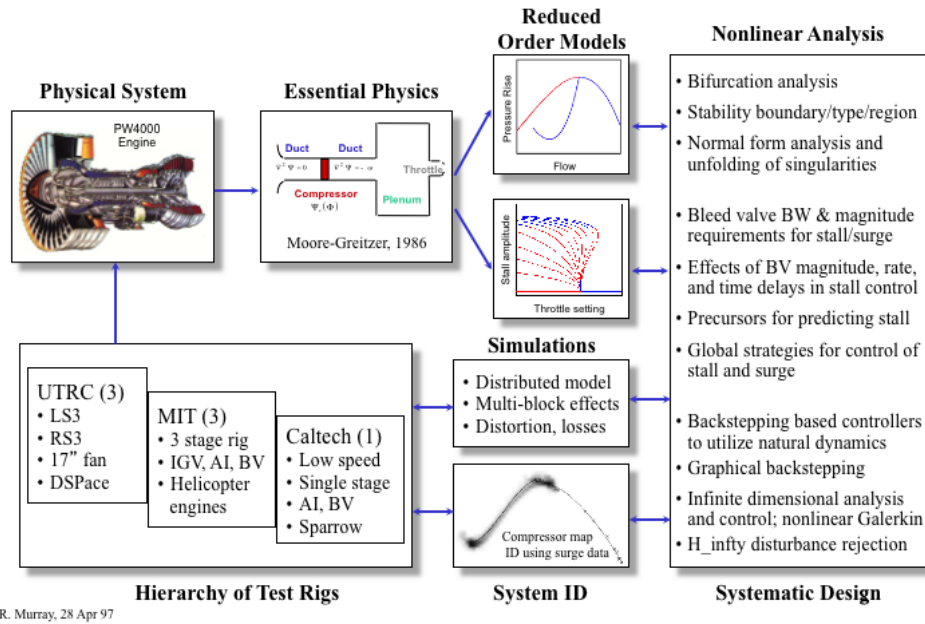 Reduced
Order Models
Nonlinear Analysis
Physical System
Essential Physics
PW4000
Engine
Duct
Duct
Throttle
Compressor
Ψc(Φ)
Plenum
Moore-Greitzer, 1986
Pressure Rise
Flow
Stall amplitude
Throttle setting
• Bifurcation analysis
• Stability boundary/type/region
• Normal form analysis and
unfolding of singularities
• Bleed valve BW & magnitude
requirements for stall/surge
• Effects of BV magnitude, rate,
and time delays in stall control
• Precursors for predicting stall
• Global strategies for control of
stall and surge
• Backstepping based controllers
to utilize natural dynamics
• Graphical backstepping
• Infinite dimensional analysis
and control; nonlinear Galerkin
• H_infty disturbance rejection
Simulations
• Distributed model
• Multi-block effects
• Distortion, losses
UTRC (3)
• LS3
• RS3
• 17” fan
• DSPace
MIT (3)
• 3 stage rig
• IGV, AI, BV
• Helicopter
engines
Caltech (1)
• Low speed
• Single stage
• AI, BV
• Sparrow
Compressor map
ID using surge data
Hierarchy of Test Rigs
System ID
Systematic Design
R. Murray, 28 Apr 97